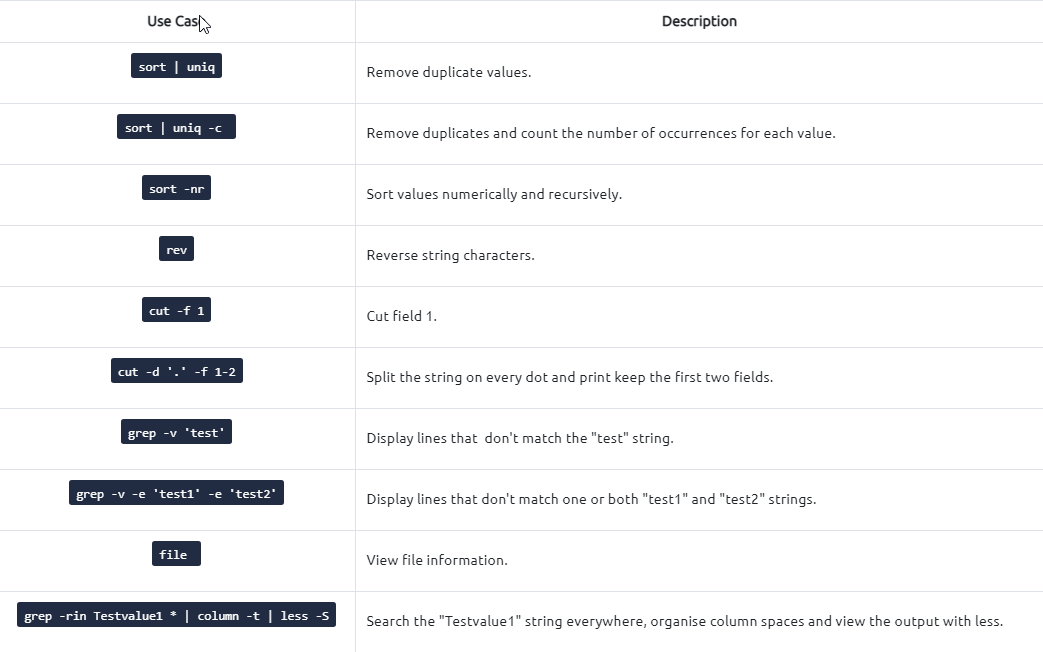 Use Case Description
sort | uniq Remove duplicate values.
sort | uniq -c Remove duplicates and count the number of occurrences for each value.
sort -nr Sort values numerically and recursively.
rev Reverse string characters.
cut -f 1 Cut field 1.
cut -d '.' -f 1-2 Split the string on every dot and print keep the first two fields.
grep -v 'test' Display lines that  don't match the "test" string.
grep -v -e 'test1' -e 'test2' Display lines that don't match one or both "test1" and "test2" strings.
file View file information.
grep -rin Testvalue1 * | column -t | less -S Search the "Testvalue1" string everywhere, organise column spaces and view the output with less.